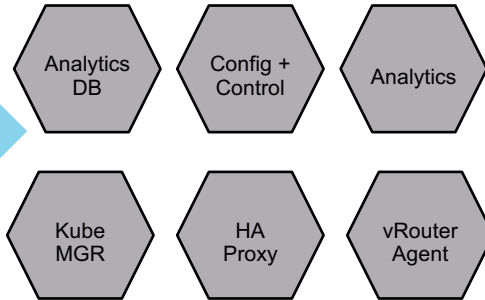 Analytics
DB
Config +
Control
Analytics
Kube
MGR
HA
Proxy
vRouter
Agent